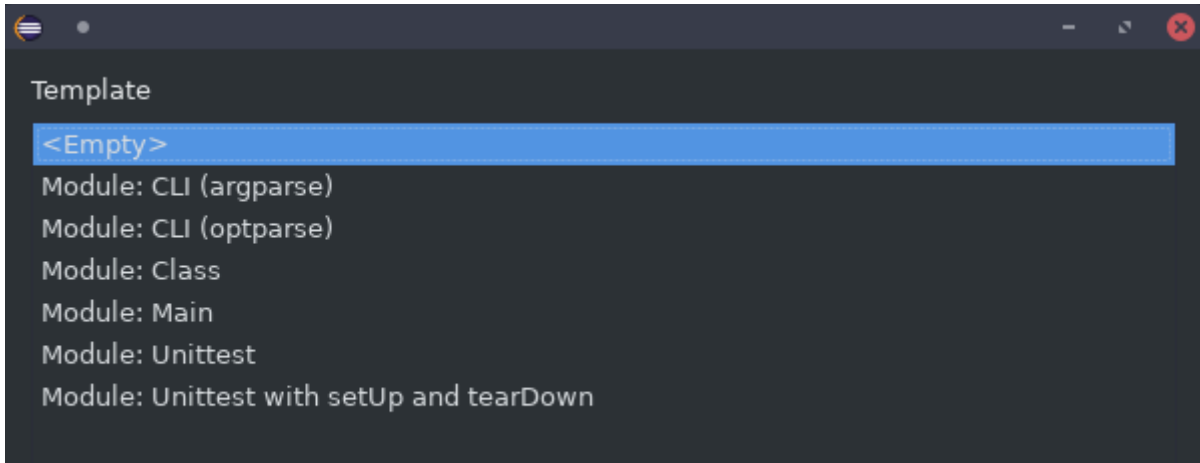 Template
<Empty>
Module: CLI (argparse)
Module: CLI (optparse)
Module: Class
Module: Main
Module: Unittest
Module: Unittest with setUp and tearDown